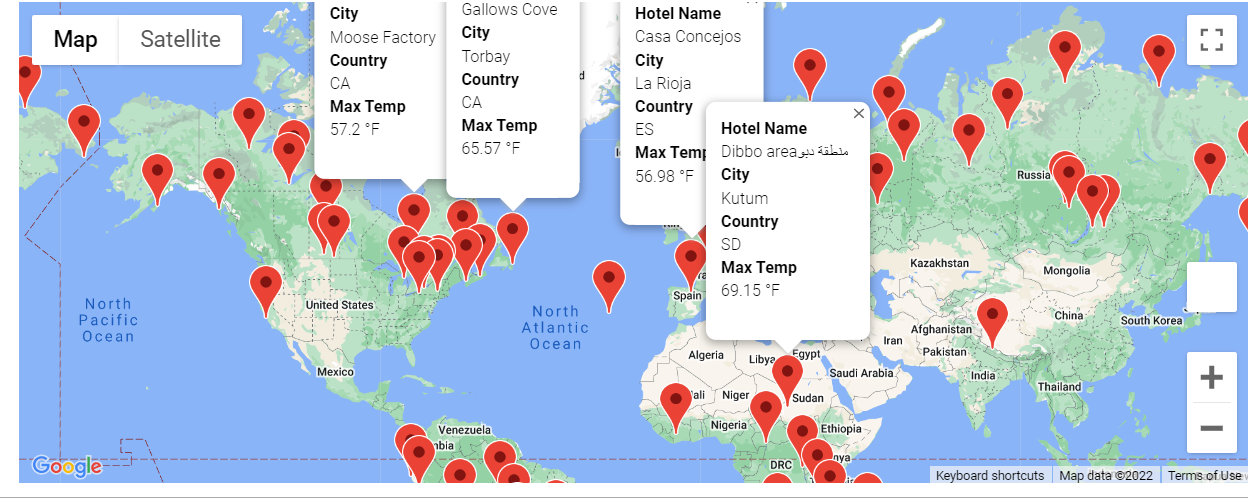 Map
Satellite
City
Moose Factory
Country
CA
Max Temp
57.2 °F
Gallows Cove
City
Torbay
Country
CA
Max Temp
65.57 °F
Hotel Name
Casa Concejos
City
La Rioja
Country
ES
Max Temp
56.98 °F
Hotel Name
Dibbo areaمنطقة دبو
City
Kutum
Country
SD
Max Temp
69.15 °F
Russia
Kazakhstan
Mongolia
North
Pacific
Ocean
United States
North
Atlantic
Ocean
Spain
China
South Korea
Afghanistan
Iran
Pakistan
Algeria
Libya
Egypt
Saudi Arabia
India
Mexico
Thailand
Niger
Sudan
Nigeria
Ethiopia
Venezuela
DRC
Google
Keyboard shortcuts
Map data ©2022
Terms of Use